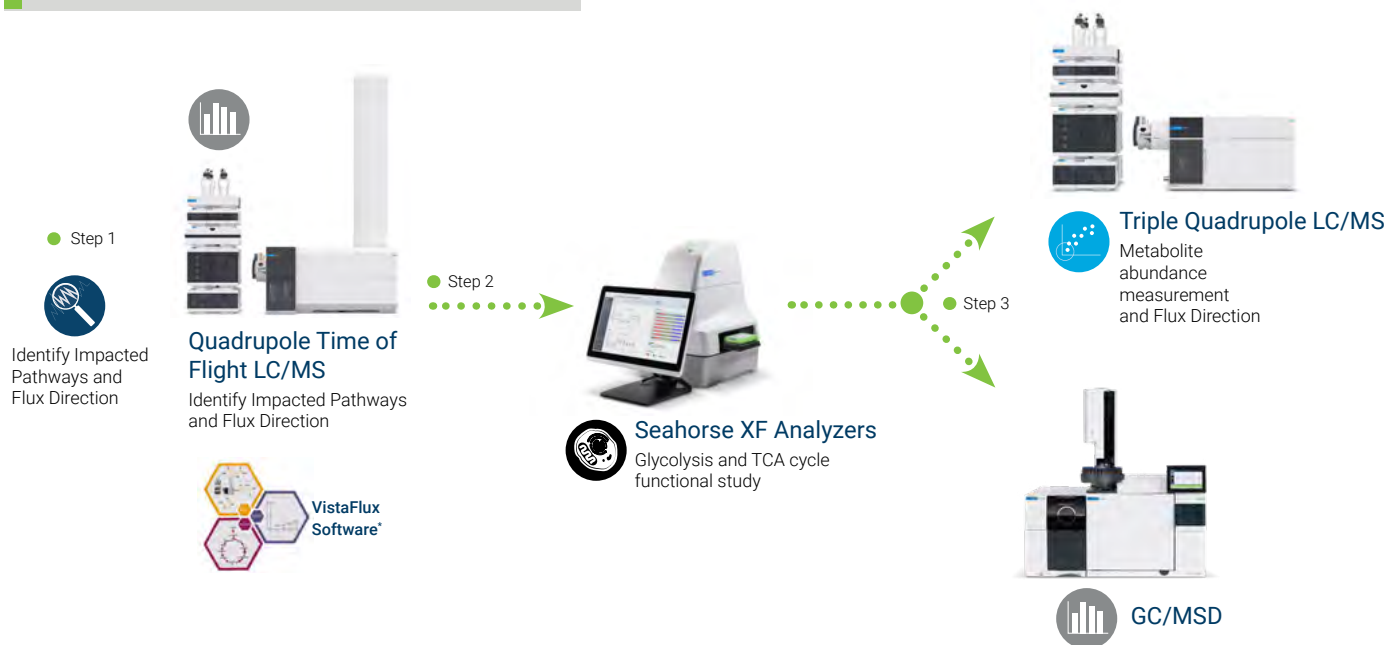 Step 1
Identify Impacted
Pathways and
Flux Direction
Quadrupole Time of
Flight LC/MS
Identify Impacted Pathways
and Flux Direction
VistaFlux
Software*
Step 2
Seahorse XF Analyzers
Glycolysis and TCA cycle
functional study
Step 3
Triple Quadrupole LC/MS
Metabolite
abundance
measurement
and Flux Direction
GC/MSD